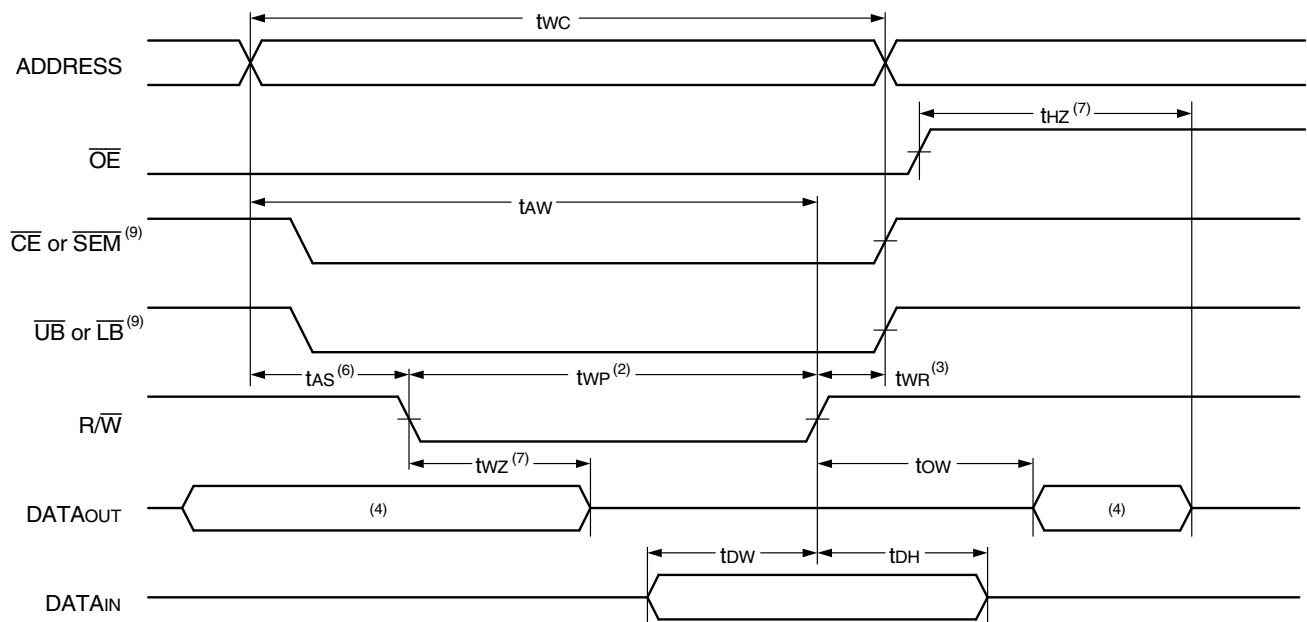 tWC
ADDRESS
tHZ (7)
OE
tAW
CE or SEM (9)
UB or LB (9)
tAS (6) tWP (2) tWR (3)
R/W
tWZ (7) tOW
DATAOUT (4) (4)
tDW tDH
DATAIN